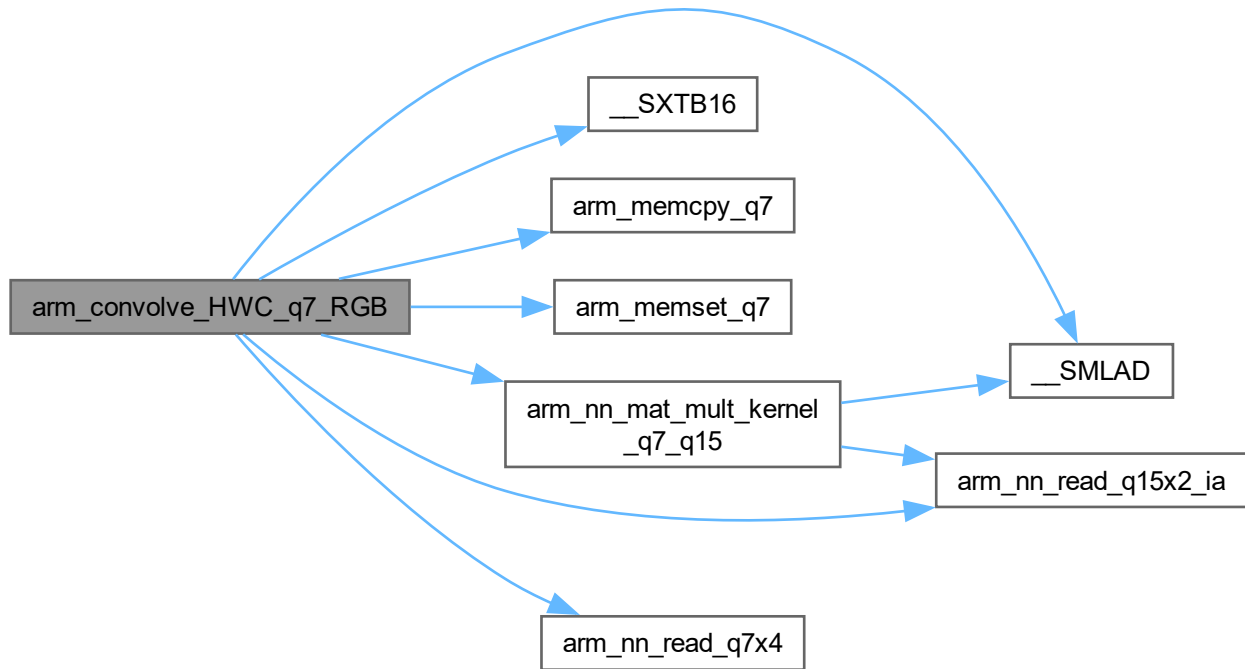 __SXTB16
arm_memcpy_q7
arm_convolve_HWC_q7_RGB
arm_memset_q7
arm_nn_mat_mult_kernel
_q7_q15
__SMLAD
arm_nn_read_q15x2_ia
arm_nn_read_q7x4